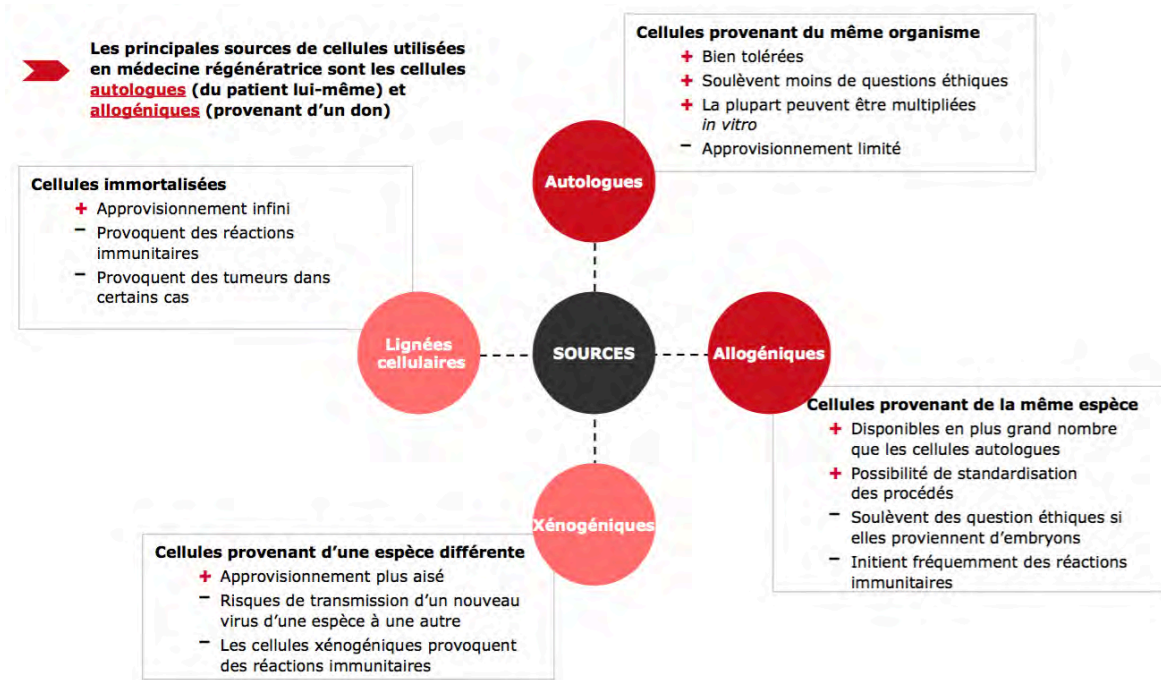 Les principales sources de cellules utilisées
en médecine régénératrice sont les cellules
autologues (du patient lui-même) et
allogéniques (provenant d'un don)
Cellules provenant du même organisme
+ Bien tolérées
+ Soulèvent moins de questions éthiques
+ La plupart peuvent être multipliées
in vitro
− Approvisionnement limité
Autologues
Cellules immortalisées
+ Approvisionnement infini
− Provoquent des réactions
immunitaires
− Provoquent des tumeurs dans
certains cas
Lignées
cellulaires
SOURCES
Allogéniques
Cellules provenant de la même espèce
+ Disponibles en plus grand nombre
que les cellules autologues
+ Possibilité de standardisation
des procédés
− Soulèvent des question éthiques si
elles proviennent d'embryons
− Initient fréquemment des réactions
immunitaires
Xénogéniques
Cellules provenant d'une espèce différente
+ Approvisionnement plus aisé
− Risques de transmission d'un nouveau
virus d'une espèce à une autre
− Les cellules xénogéniques provoquent
des réactions immunitaires